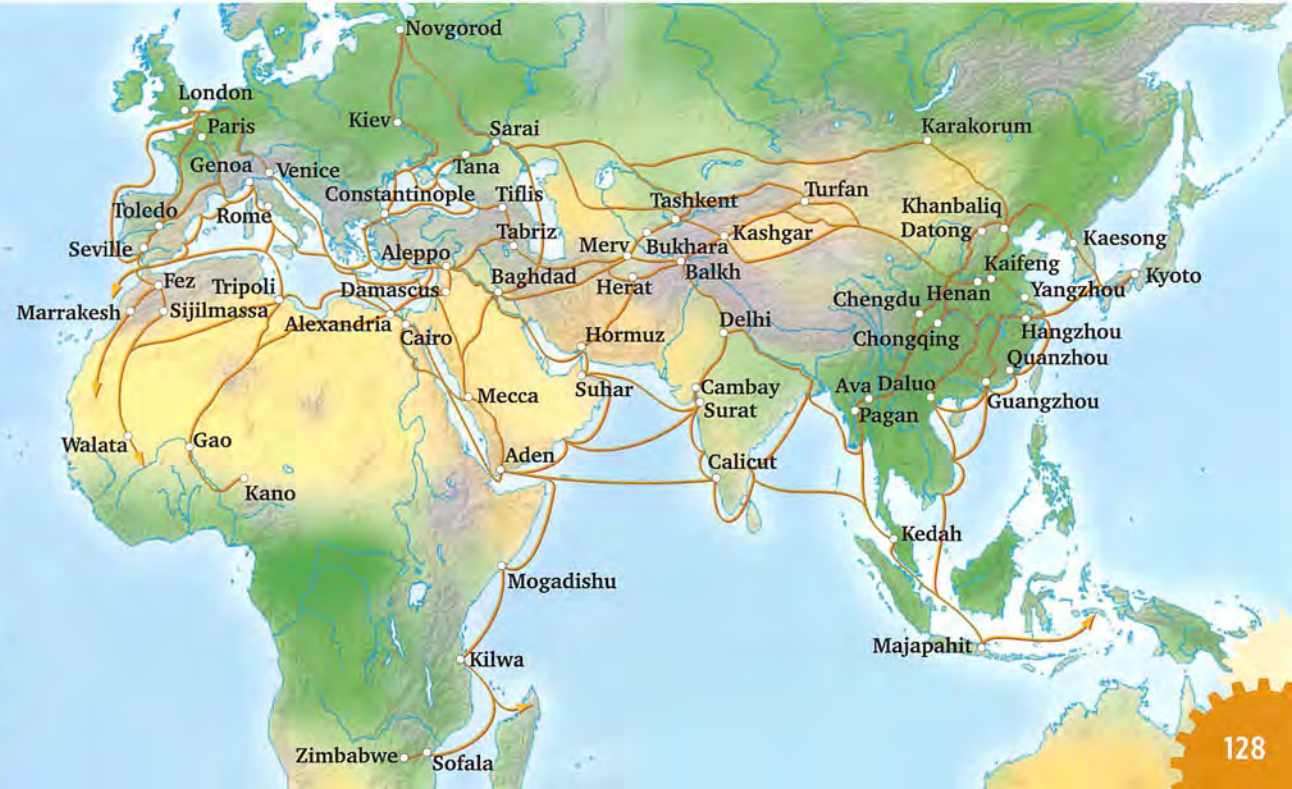 Novgorod
London
Paris
Kiev
Sarai
Karakorum
Genoa
Venice
Tana
Constantinople
Tiflis
Tashkent
Turfan
Khanbaliq
Toledo
Rome
Datong
Seville
Aleppo
Tabriz
Merv
Bukhara
Kashgar
Kaesong
Fez
Tripoli
Baghdad
Herat
Balkh
Kaifeng
Kyoto
Marrakesh
Sijilmassa
Damascus
Chengdu
Henan
Yangzhou
Alexandria
Cairo
Hormuz
Delhi
Chongqing
Hangzhou
Quanzhou
Mecca
Suhar
Cambay
Surat
Ava
Daluo
Pagan
Guangzhou
Walata
Gao
Aden
Calicut
Kano
Kedah
Mogadishu
Majapahit
Kilwa
Zimbabwe
Sofala
128